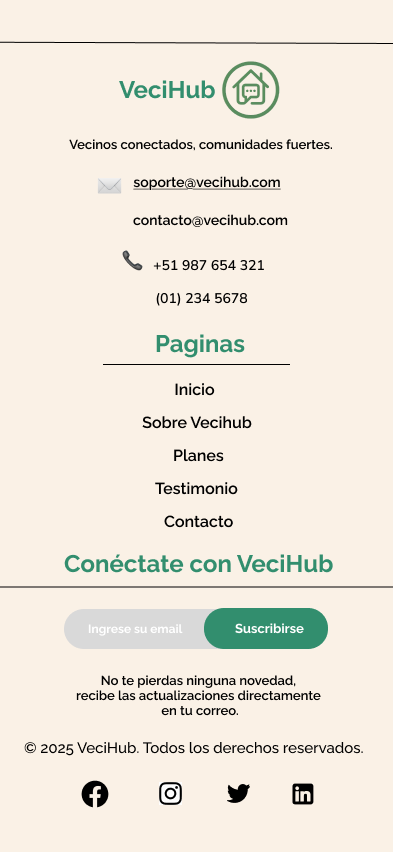 VeciHub
Vecinos conectados, comunidades fuertes.
soporte@vecihub.com
contacto@vecihub.com
+51 987 654 321
(01) 234 5678
Paginas
Inicio
Sobre Vecihub
Planes
Testimonio
Contacto
Conéctate con VeciHub
Ingrese su email Suscribirse
No te pierdas ninguna novedad,
recibe las actualizaciones directamente
en tu correo.
© 2025 VeciHub. Todos los derechos reservados.